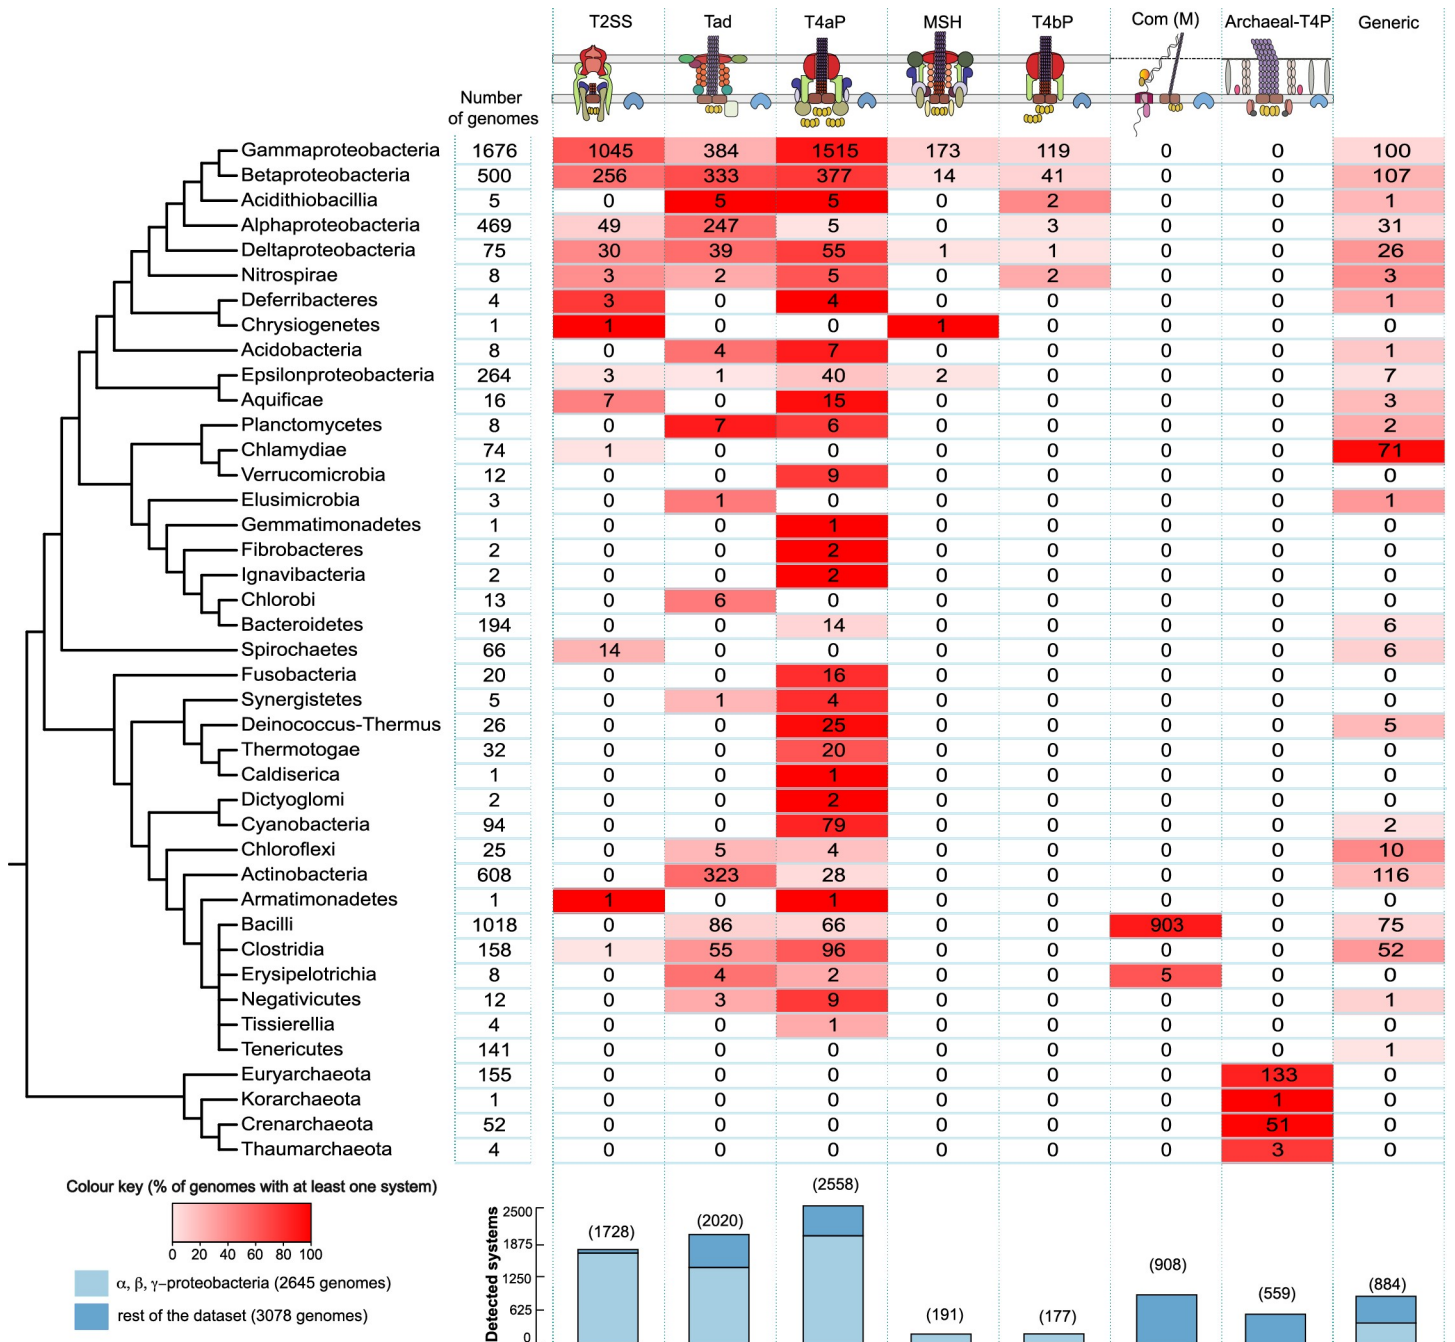 T2SS Tad T4aP MSH T4bP Com (M) Archaeal-T4P Generic
Number
of genomes
Gammaproteobacteria 1676 1045 384 1515 173 119 0 0 100
Betaproteobacteria 500 256 333 377 14 41 0 0 107
Acidithiobacillia 5 0 5 5 0 2 0 0 1
Alphaproteobacteria 469 49 247 5 0 3 0 0 31
Deltaproteobacteria 75 30 39 55 1 1 0 0 26
Nitrospirae 8 3 2 5 0 2 0 0 3
Deferribacteres 4 3 0 4 0 0 0 0 1
Chrysiogenetes 1 1 0 0 1 0 0 0 0
Acidobacteria 8 0 4 7 0 0 0 0 1
Epsilonproteobacteria 264 3 1 40 2 0 0 0 7
Aquificae 16 7 0 15 0 0 0 0 3
Planctomycetes 8 0 7 6 0 0 0 0 2
Chlamydiae 74 1 0 0 0 0 0 0 71
Verrucomicrobia 12 0 0 9 0 0 0 0 0
Elusimicrobia 3 0 1 0 0 0 0 0 1
Gemmatimonadetes 1 0 0 1 0 0 0 0 0
Fibrobacteres 2 0 0 2 0 0 0 0 0
Ignavibacteria 2 0 0 2 0 0 0 0 0
Chlorobi 13 0 6 0 0 0 0 0 0
Bacteroidetes 194 0 0 14 0 0 0 0 6
Spirochaetes 66 14 0 0 0 0 0 0 6
Fusobacteria 20 0 0 16 0 0 0 0 0
Synergistetes 5 0 1 4 0 0 0 0 0
Deinococcus-Thermus 26 0 0 25 0 0 0 0 5
Thermotogae 32 0 0 20 0 0 0 0 0
Caldiserica 1 0 0 1 0 0 0 0 0
Dictyoglomi 2 0 0 2 0 0 0 0 0
Cyanobacteria 94 0 0 79 0 0 0 0 2
Chloroflexi 25 0 5 4 0 0 0 0 10
Actinobacteria 608 0 323 28 0 0 0 0 116
Armatimonadetes 1 1 0 1 0 0 0 0 0
Bacilli 1018 0 86 66 0 0 903 0 75
Clostridia 158 1 55 96 0 0 0 0 52
Erysipelotrichia 8 0 4 2 0 0 5 0 0
Negativicutes 12 0 3 9 0 0 0 0 1
Tissierellia 4 0 0 1 0 0 0 0 0
Tenericutes 141 0 0 0 0 0 0 0 1
Euryarchaeota 155 0 0 0 0 0 0 133 0
Korarchaeota 1 0 0 0 0 0 0 1 0
Crenarchaeota 52 0 0 0 0 0 0 51 0
Thaumarchaeota 4 0 0 0 0 0 0 3 0
Colour key (% of genomes with at least one system)
0 20 40 60 80 100
α, β, γ–proteobacteria (2645 genomes)
rest of the dataset (3078 genomes)
Detected systems
2500
1875
1250
625
0
(1728) (2020) (2558) (191) (177) (908) (559) (884)